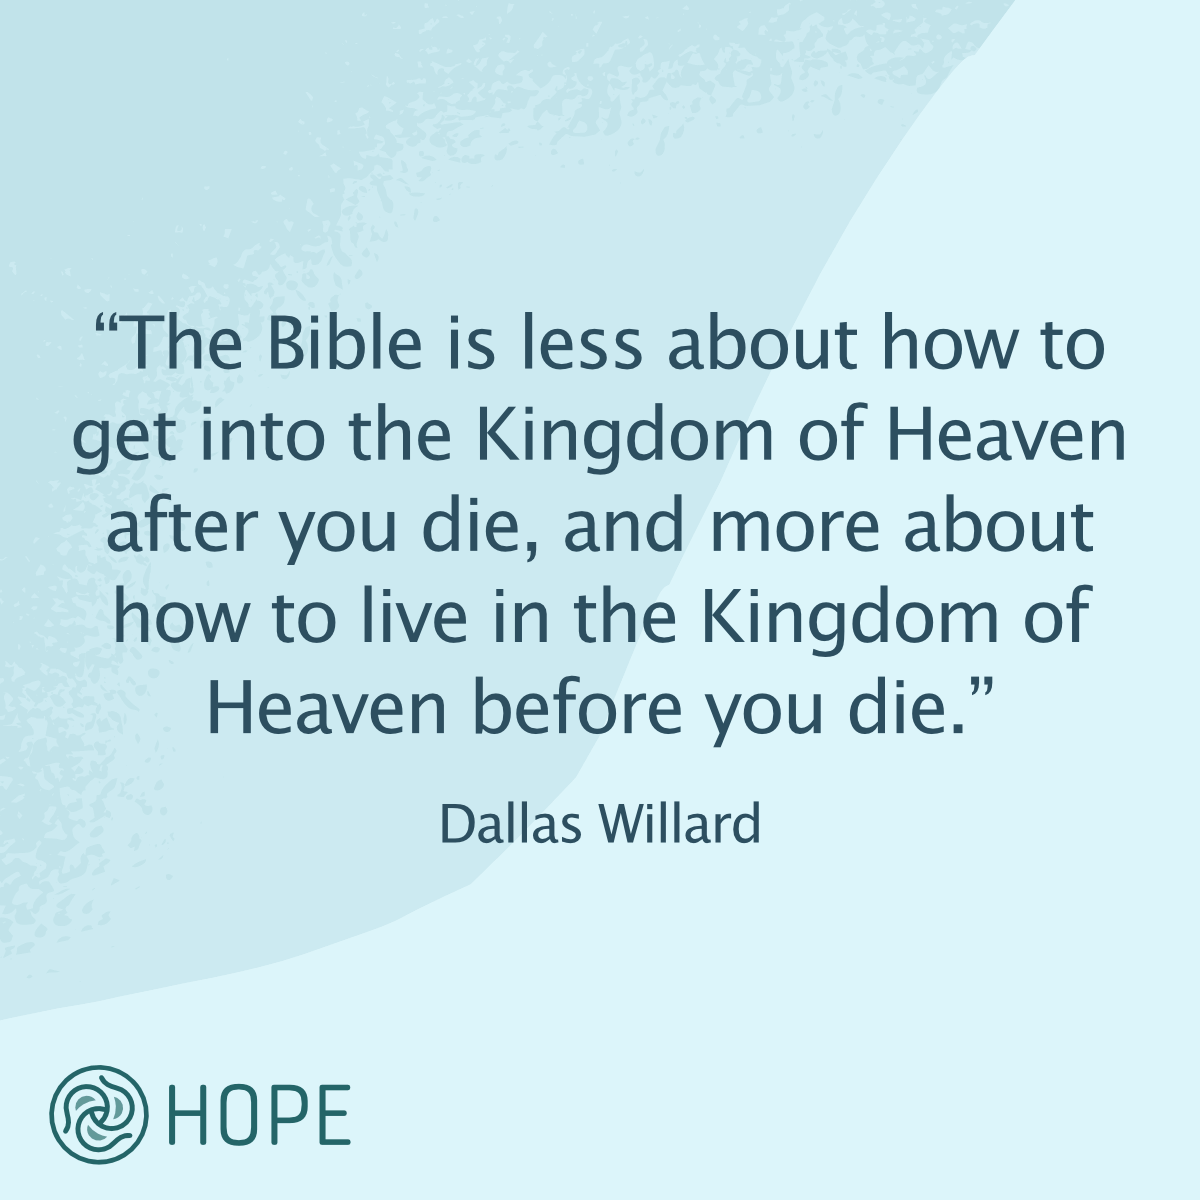 “The Bible is less about how to
get into the Kingdom of Heaven
after you die, and more about
how to live in the Kingdom of
Heaven before you die.”
Dallas Willard
HOPE